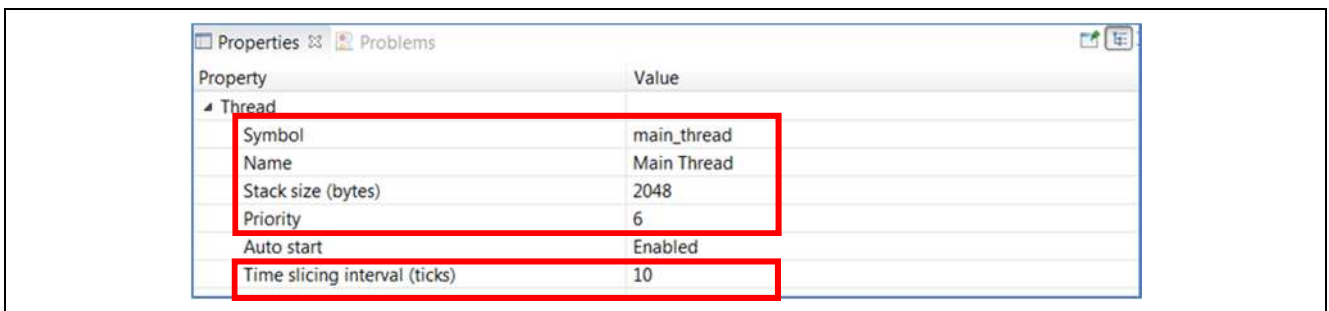 Properties Problems
Property Value
Thread
Symbol main_thread
Name Main Thread
Stack size (bytes) 2048
Priority 6
Auto start Enabled
Time slicing interval (ticks) 10